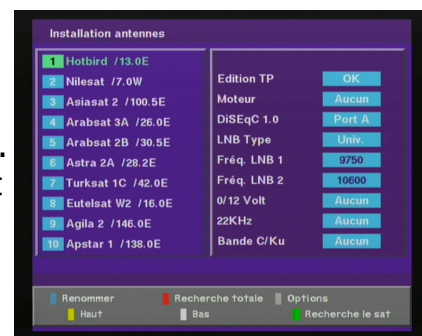 Installation antennes
1 Hotbird /13.0E
2 Nilesat /7.0W
3 Asiasat 2 /100.5E
4 Arabsat 3A /26.0E
5 Arabsat 2B /30.5E
6 Astra 2A /28.2E
7 Turksat 1C /42.0E
8 Eutelsat W2 /16.0E
9 Agila 2 /146.0E
10 Apstar 1 /138.0E
Edition TP OK
Moteur Aucun
DiSEqC 1.0 Port A
LNB Type Univ.
Fréq. LNB 1 9750
Fréq. LNB 2 10600
0/12 Volt Aucun
22KHz Aucun
Bande C/Ku Aucun
Renommer Recherche totale Options
Haut Bas Recherche le sat